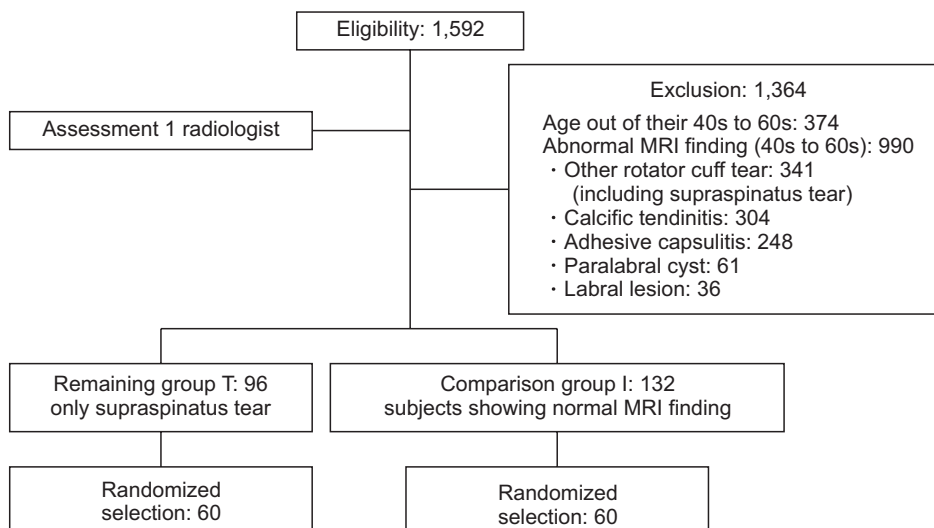 Eligibility: 1,592
Assessment 1 radiologist
Exclusion: 1,364
Age out of their 40s to 60s: 374
Abnormal MRI finding (40s to 60s): 990
· Other rotator cuff tear: 341
(including supraspinatus tear)
· Calcific tendinitis: 304
· Adhesive capsulitis: 248
· Paralabral cyst: 61
· Labral lesion: 36
Remaining group T: 96
only supraspinatus tear
Comparison group I: 132
subjects showing normal MRI finding
Randomized
selection: 60
Randomized
selection: 60